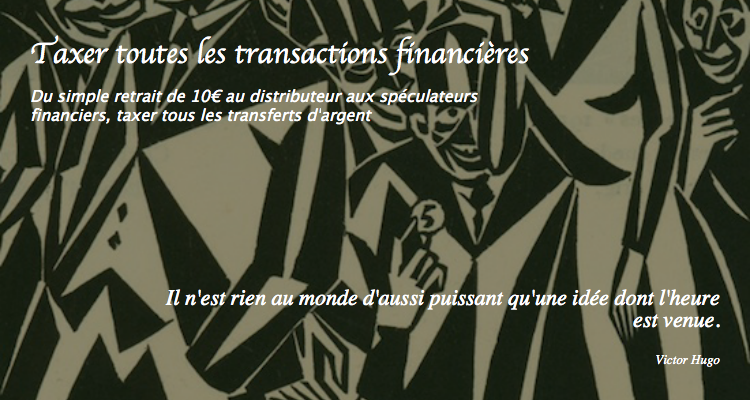 Taxer toutes les transactions financières
Du simple retrait de 10€ au distributeur aux spéculateurs
financiers, taxer tous les transferts d'argent
5
Il n'est rien au monde d'aussi puissant qu'une idée dont l'heure
est venue.
Victor Hugo